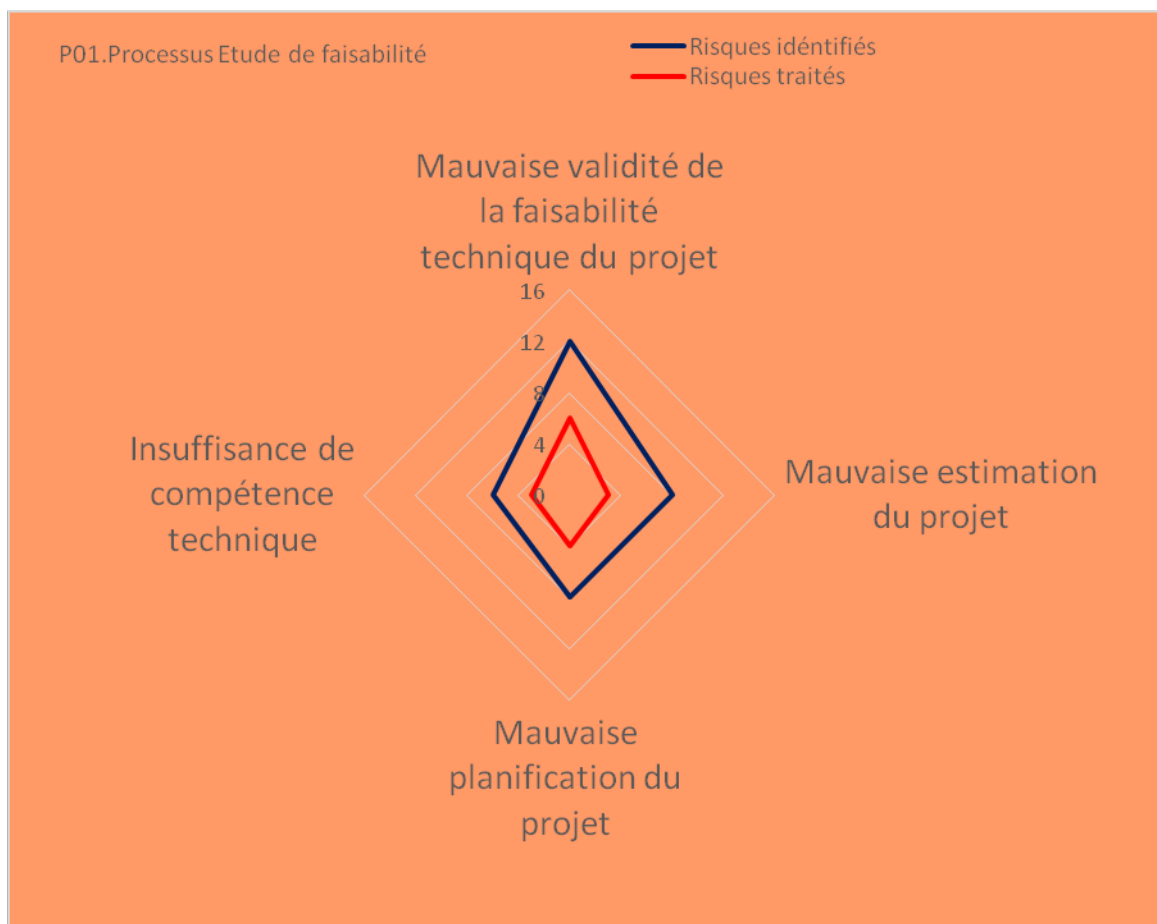 P01.Processus Etude de faisabilité
Risques idéntifiés
Risques traités
Mauvaise validité de
la faisabilité
technique du projet
16
12
8
4
0
Insuffisance de
compétence
technique
Mauvaise estimation
du projet
Mauvaise
planification du
projet